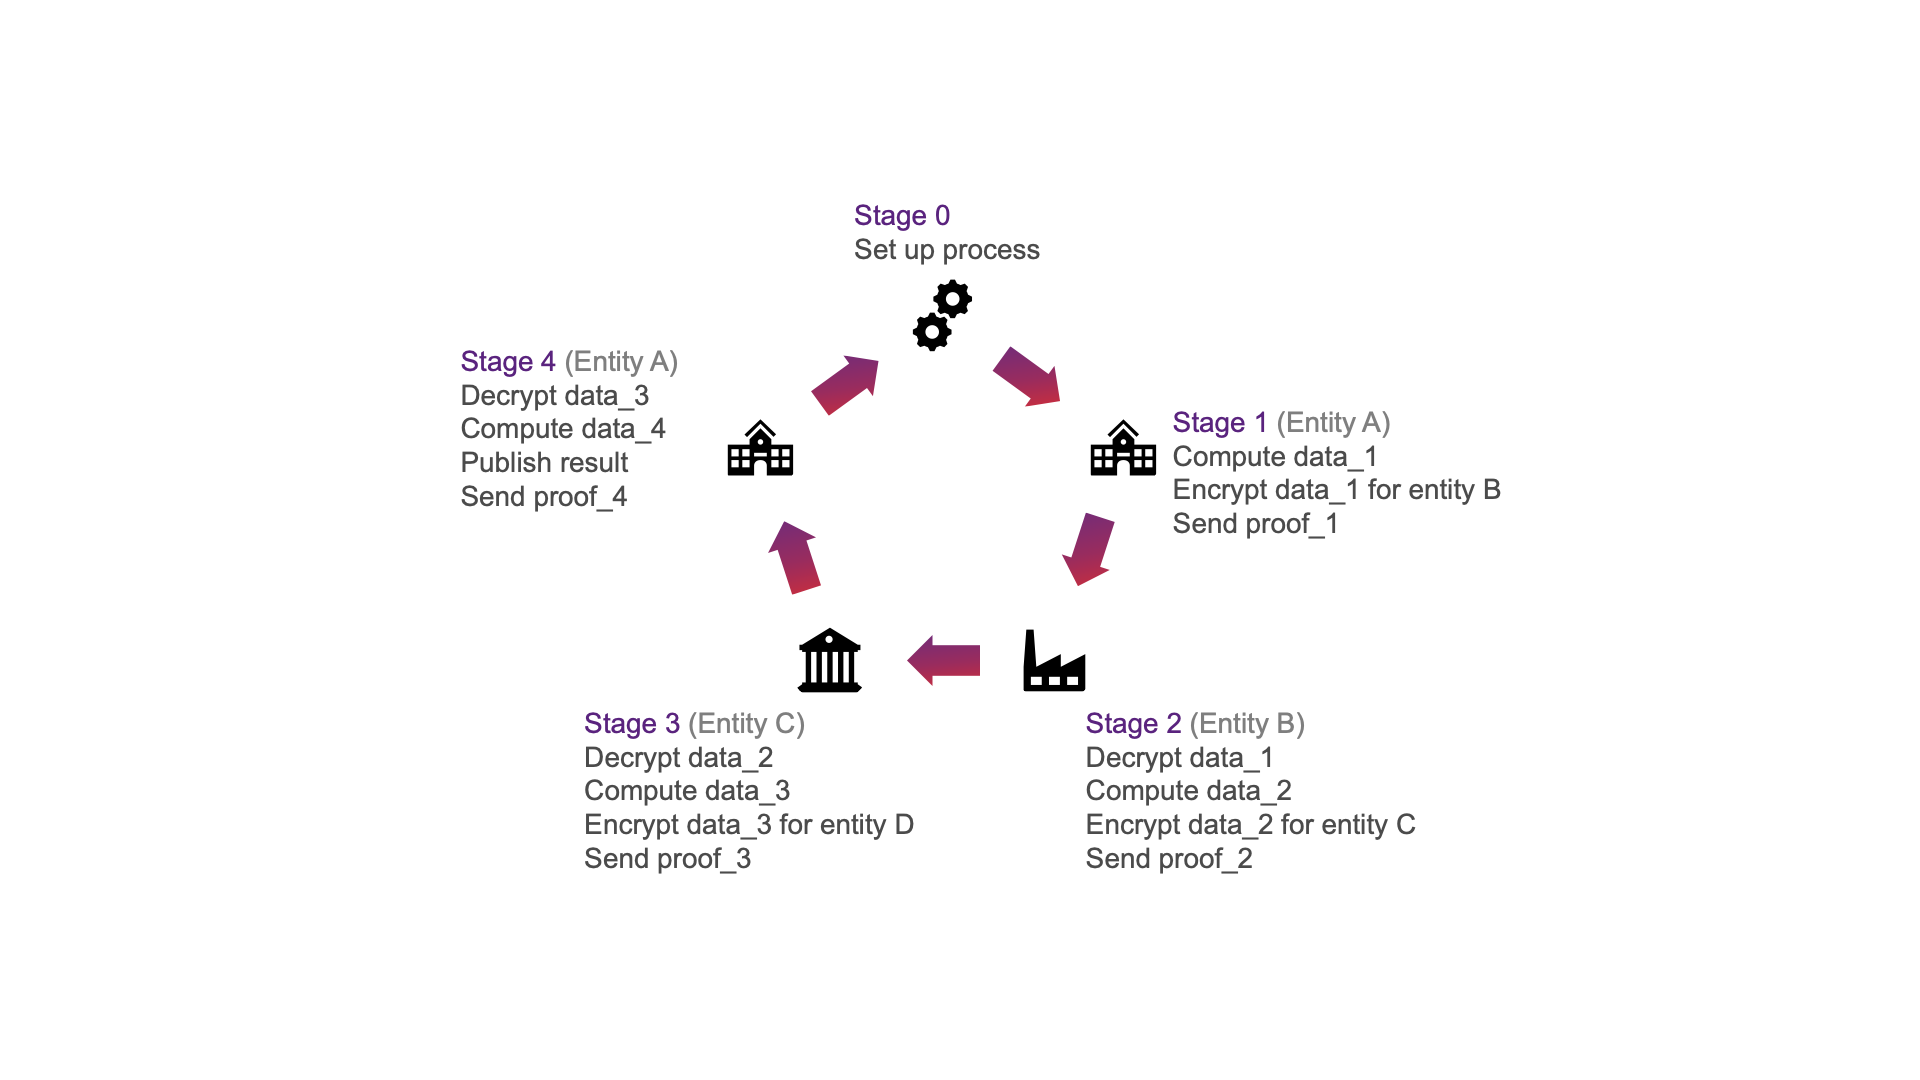 Stage 0
Set up process
Stage 1 (Entity A)
Compute data_1
Encrypt data_1 for entity B
Send proof_1
Stage 2 (Entity B)
Decrypt data_1
Compute data_2
Encrypt data_2 for entity C
Send proof_2
Stage 3 (Entity C)
Decrypt data_2
Compute data_3
Encrypt data_3 for entity D
Send proof_3
Stage 4 (Entity A)
Decrypt data_3
Compute data_4
Publish result
Send proof_4